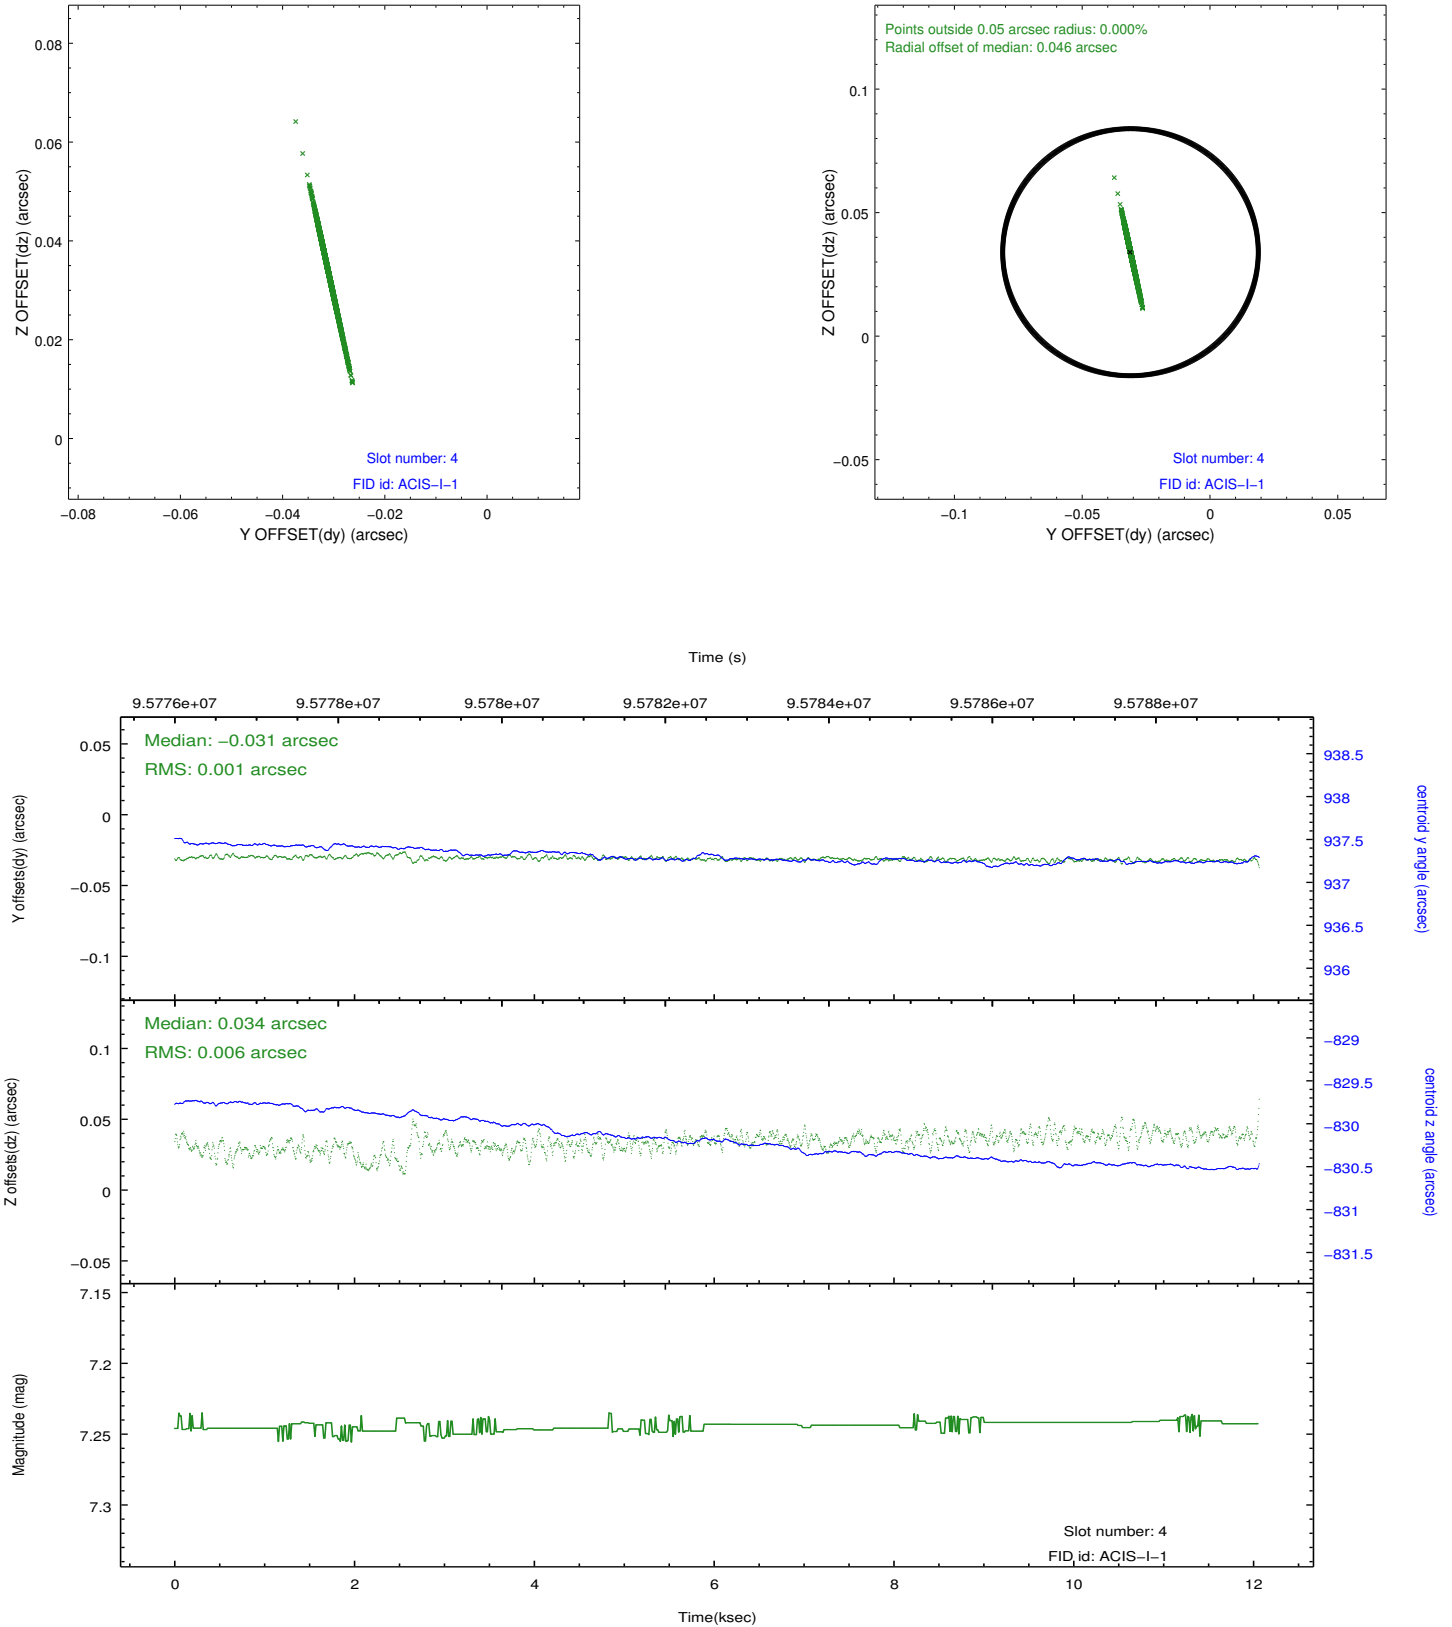 0.08
0.06
0.04
0.02
0
Z OFFSET(dz) (arcsec)
Slot number: 4
FID id: ACIS−I−1
−0.08 −0.06 −0.04 −0.02 0
Y OFFSET(dy) (arcsec)
Points outside 0.05 arcsec radius: 0.000%
Radial offset of median: 0.046 arcsec
0.1
0.05
0
−0.05
Z OFFSET(dz) (arcsec)
Slot number: 4
FID id: ACIS−I−1
−0.1 −0.05 0 0.05
Y OFFSET(dy) (arcsec)
Time (s)
9.5776e+07 9.5778e+07 9.578e+07 9.5782e+07 9.5784e+07 9.5786e+07 9.5788e+07
Median: −0.031 arcsec
RMS: 0.001 arcsec
0.05
0
−0.05
−0.1
Y offsets(dy) (arcsec)
938.5
938
937.5
937
936.5
936
centroid y angle (arcsec)
Median: 0.034 arcsec
RMS: 0.006 arcsec
0.1
0.05
0
−0.05
Z offsets(dz) (arcsec)
−829
−829.5
−830
−830.5
−831
−831.5
centroid z angle (arcsec)
7.15
7.2
7.25
7.3
Magnitude (mag)
Slot number: 4
FID id: ACIS−I−1
0 2 4 6 8 10 12
Time(ksec)